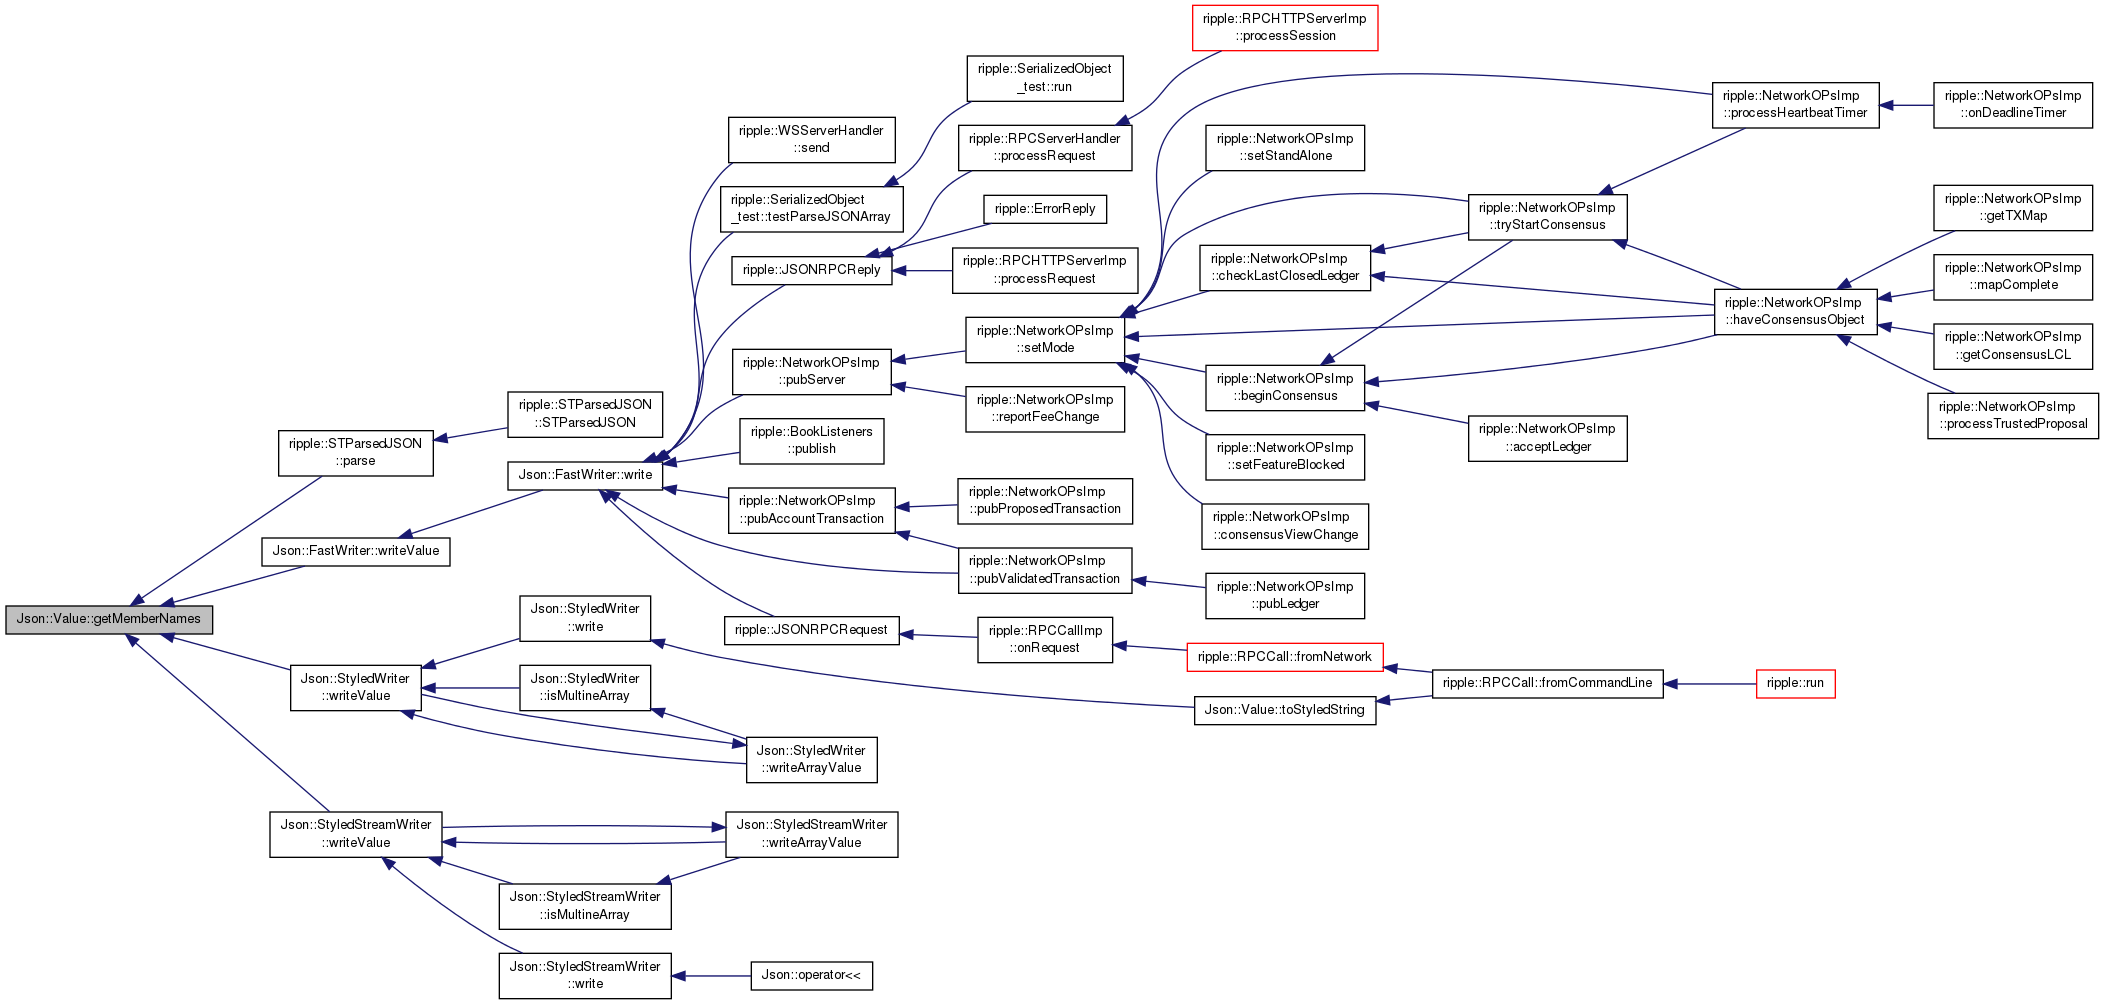 ripple::RPCHTTPServerImp
::processSession
ripple::SerializedObject
_test::run
ripple::NetworkOPsImp
::processHeartbeatTimer
ripple::NetworkOPsImp
::onDeadlineTimer
ripple::WSServerHandler
::send
ripple::RPCServerHandler
::processRequest
ripple::NetworkOPsImp
::setStandAlone
ripple::SerializedObject
_test::testParseJSONArray
ripple::ErrorReply
ripple::NetworkOPsImp
::tryStartConsensus
ripple::NetworkOPsImp
::getTXMap
ripple::JSONRPCReply
ripple::RPCHTTPServerImp
::processRequest
ripple::NetworkOPsImp
::checkLastClosedLedger
ripple::NetworkOPsImp
::mapComplete
ripple::NetworkOPsImp
::haveConsensusObject
ripple::NetworkOPsImp
::setMode
ripple::NetworkOPsImp
::getConsensusLCL
ripple::NetworkOPsImp
::pubServer
ripple::NetworkOPsImp
::beginConsensus
ripple::NetworkOPsImp
::reportFeeChange
ripple::NetworkOPsImp
::processTrustedProposal
ripple::STParsedJSON
::STParsedJSON
ripple::BookListeners
::publish
ripple::NetworkOPsImp
::acceptLedger
ripple::STParsedJSON
::parse
ripple::NetworkOPsImp
::setFeatureBlocked
Json::FastWriter::write
ripple::NetworkOPsImp
::pubAccountTransaction
ripple::NetworkOPsImp
::pubProposedTransaction
ripple::NetworkOPsImp
::consensusViewChange
Json::FastWriter::writeValue
ripple::NetworkOPsImp
::pubValidatedTransaction
ripple::NetworkOPsImp
::pubLedger
Json::Value::getMemberNames
Json::StyledWriter
::write
ripple::JSONRPCRequest
ripple::RPCCallImp
::onRequest
ripple::RPCCall::fromNetwork
Json::StyledWriter
::writeValue
Json::StyledWriter
::isMultineArray
ripple::RPCCall::fromCommandLine
ripple::run
Json::Value::toStyledString
Json::StyledWriter
::writeArrayValue
Json::StyledStreamWriter
::writeValue
Json::StyledStreamWriter
::writeArrayValue
Json::StyledStreamWriter
::isMultineArray
Json::StyledStreamWriter
::write
Json::operator<<